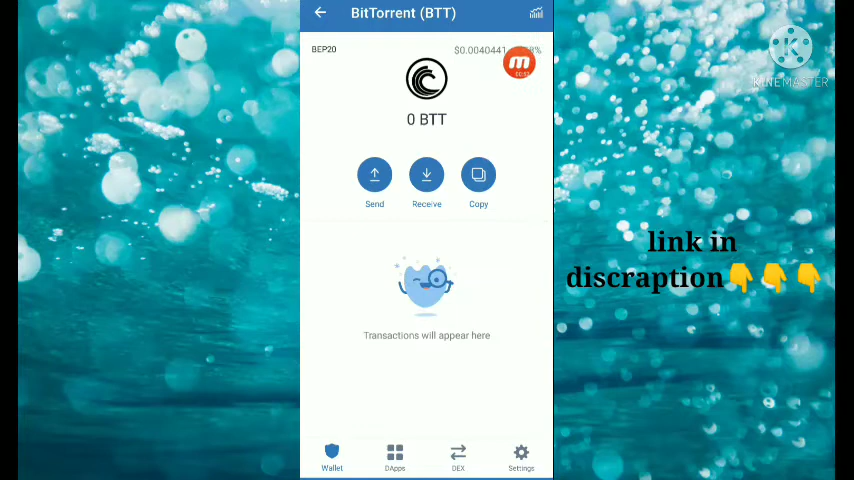 BitTorrent (BTT)
BEP20
$0.0040441
0 BTT
Send
Receive
Copy
Transactions will appear here
Wallet
DApps
DEX
Settings
KINEMASTER
link in
discraption👇👇👇